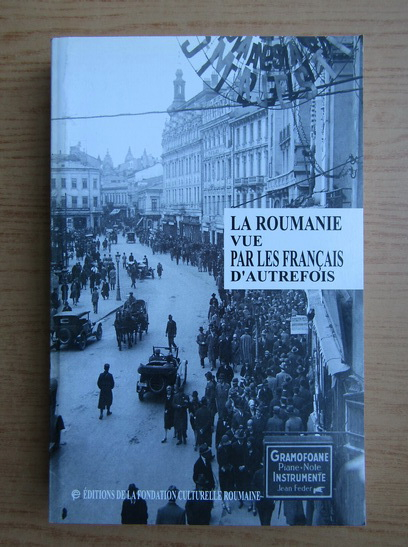 LA ROUMANIE
VUE
PAR LES FRANÇAIS
D'AUTREFOIS
GRAMOFOANE
Piane-Note
INSTRUMENTE
Jean Feder
ÉDITIONS DE LA FONDATION CULTURELLE ROUMAINE